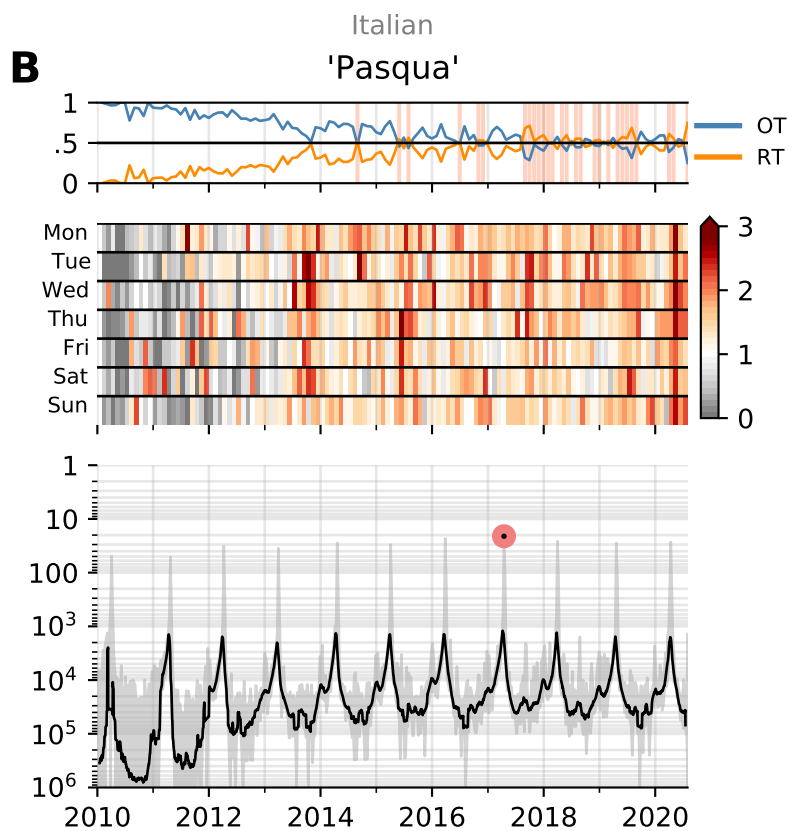 Italian
B
'Pasqua'
1
.5
0
OT
RT
Mon
Tue
Wed
Thu
Fri
Sat
Sun
3
2
1
0
1
10
100
10³
10⁴
10⁵
10⁶
2010 2012 2014 2016 2018 2020